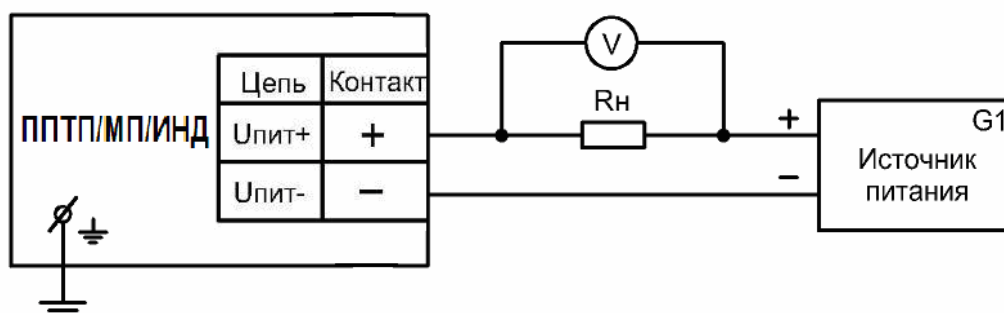 ППТП/МП/ИНД
Цепь Контакт
Uпит+ +
Uпит- −
V
Rн
+
−
G1
Источник
питания